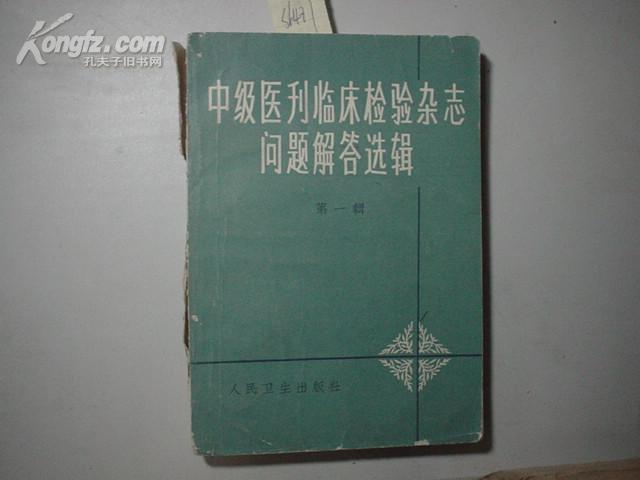 Kongfz.com
孔夫子旧书网
中级医刊临床检验杂志
问题解答选辑
第一輯
人民卫生出版社